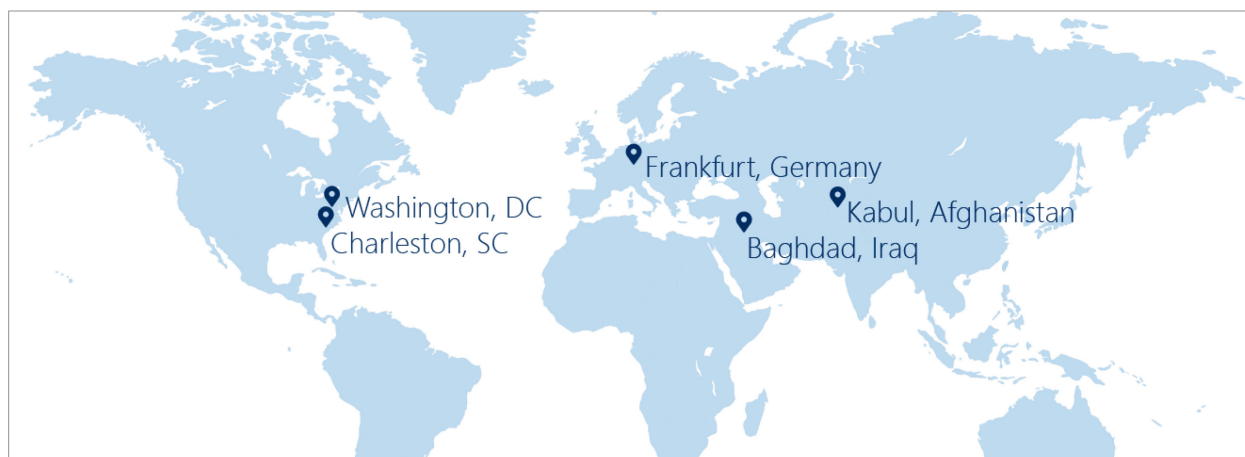 Frankfurt, Germany
Washington, DC
Kabul, Afghanistan
Charleston, SC
Baghdad, Iraq